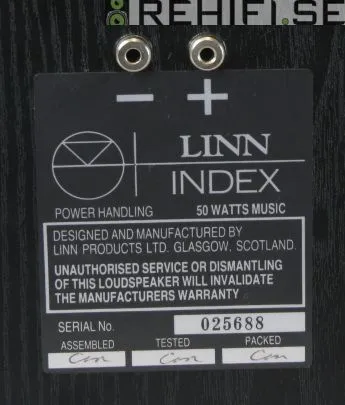 REHIFI.SE
− +
LINN
INDEX
POWER HANDLING 50 WATTS MUSIC
DESIGNED AND MANUFACTURED BY
LINN PRODUCTS LTD. GLASGOW, SCOTLAND.
UNAUTHORISED SERVICE OR DISMANTLING
OF THIS LOUDSPEAKER WILL INVALIDATE
THE MANUFACTURERS WARRANTY
SERIAL No. 025688
ASSEMBLED TESTED PACKED